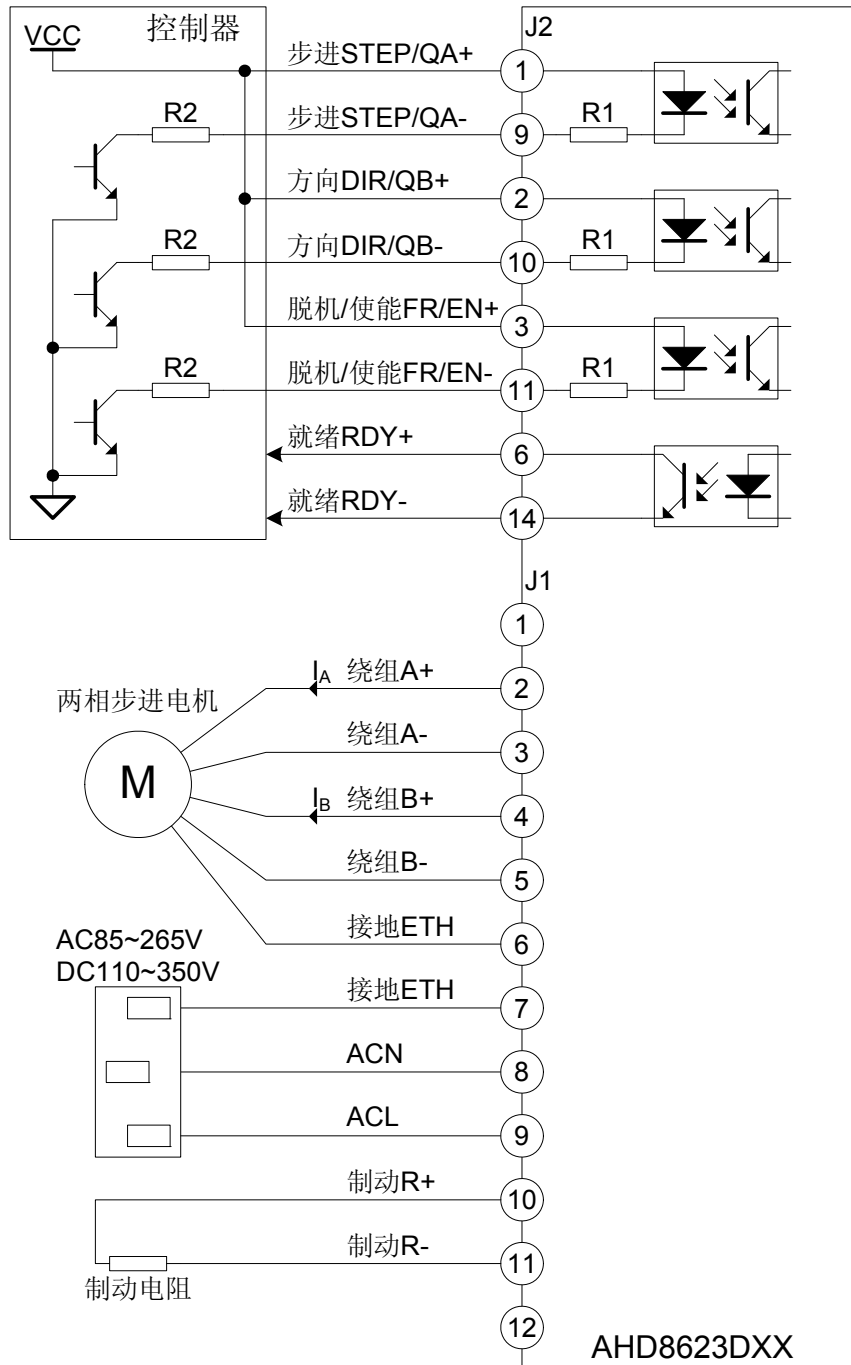 VCC
控制器
J2
步进STEP/QA+
1
R2
步进STEP/QA-
9
R1
方向DIR/QB+
2
R2
方向DIR/QB-
10
R1
脱机/使能FR/EN+
3
R2
脱机/使能FR/EN-
11
R1
就绪RDY+
6
就绪RDY-
14
J1
1
两相步进电机
M
IA 绕组A+
2
绕组A-
3
IB 绕组B+
4
绕组B-
5
接地ETH
6
AC85~265V
DC110~350V
接地ETH
7
ACN
8
ACL
9
制动R+
10
制动R-
11
制动电阻
12
AHD8623DXX